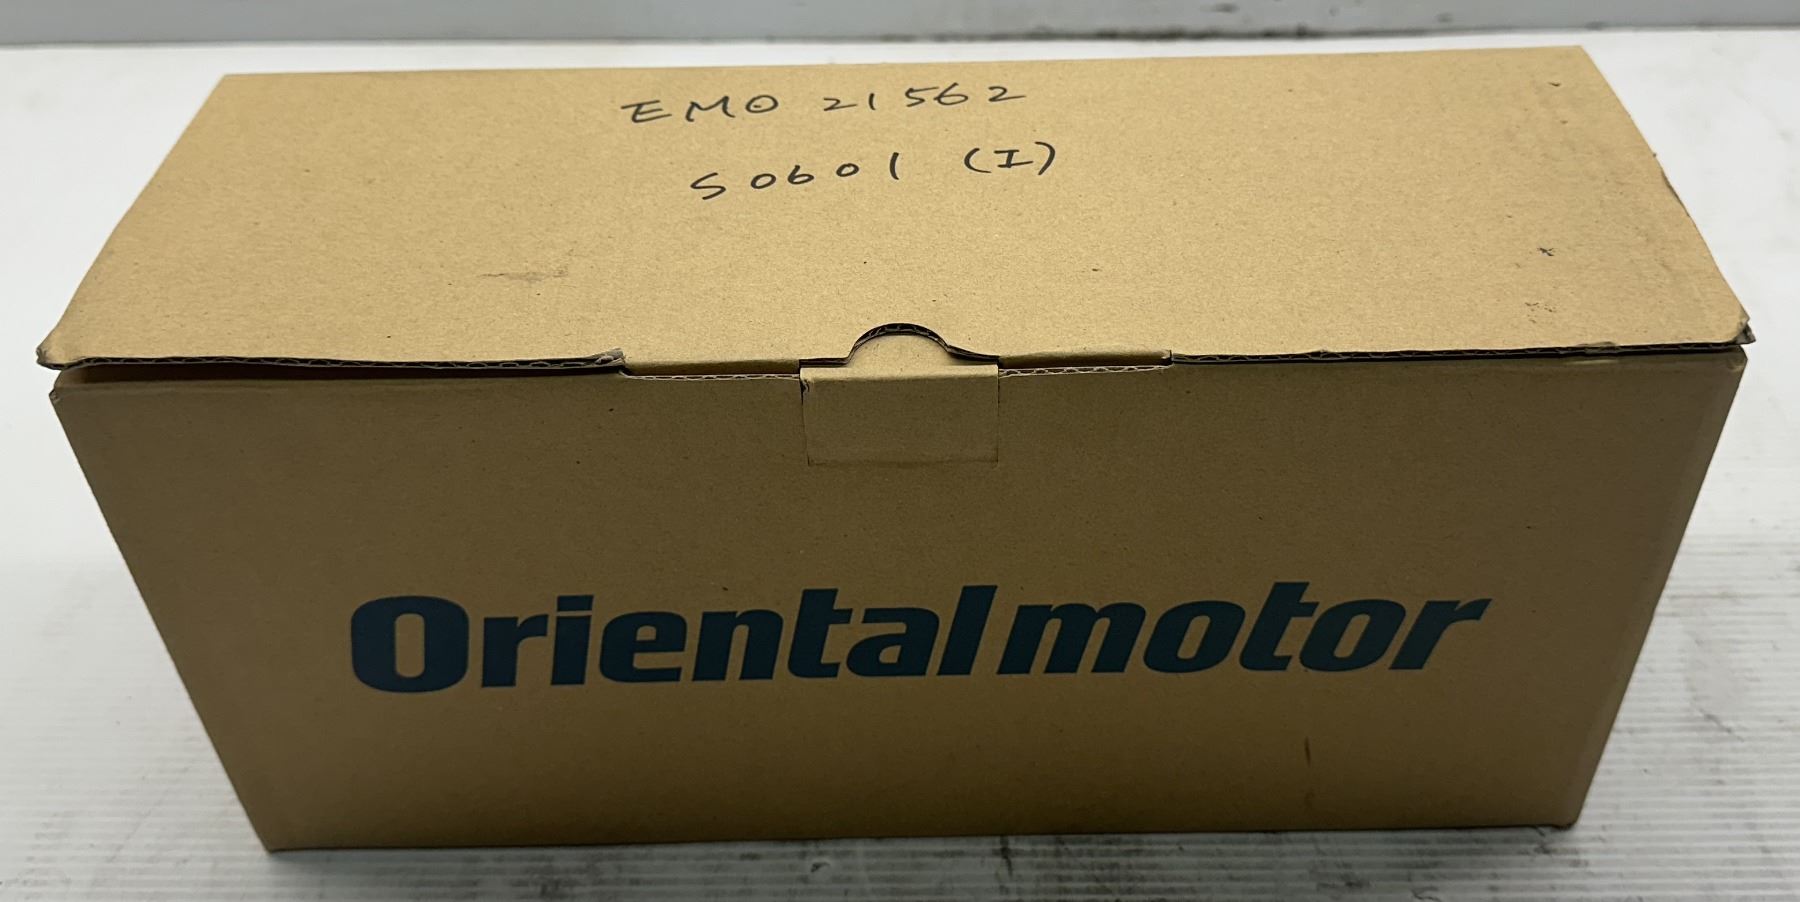 EMO 21562
S0601 (I)
Orientalmotor